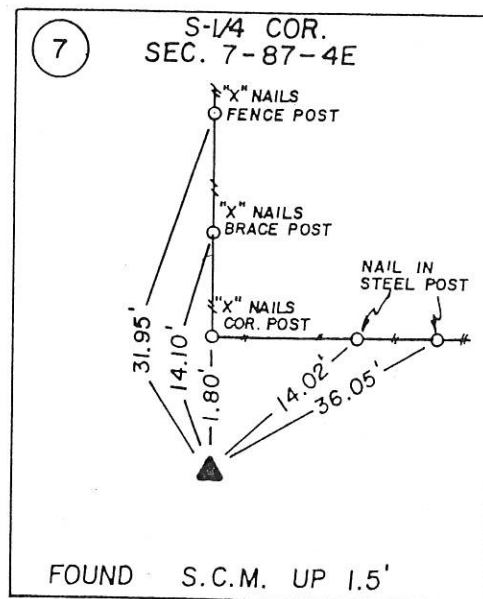 7
S-1/4 COR.
SEC. 7-87-4E
"X" NAILS
FENCE POST
"X" NAILS
BRACE POST
NAIL IN
STEEL POST
"X" NAILS
COR. POST
31.95'
14.10'
1.80'
14.02'
36.05'
FOUND S.C.M. UP 1.5'